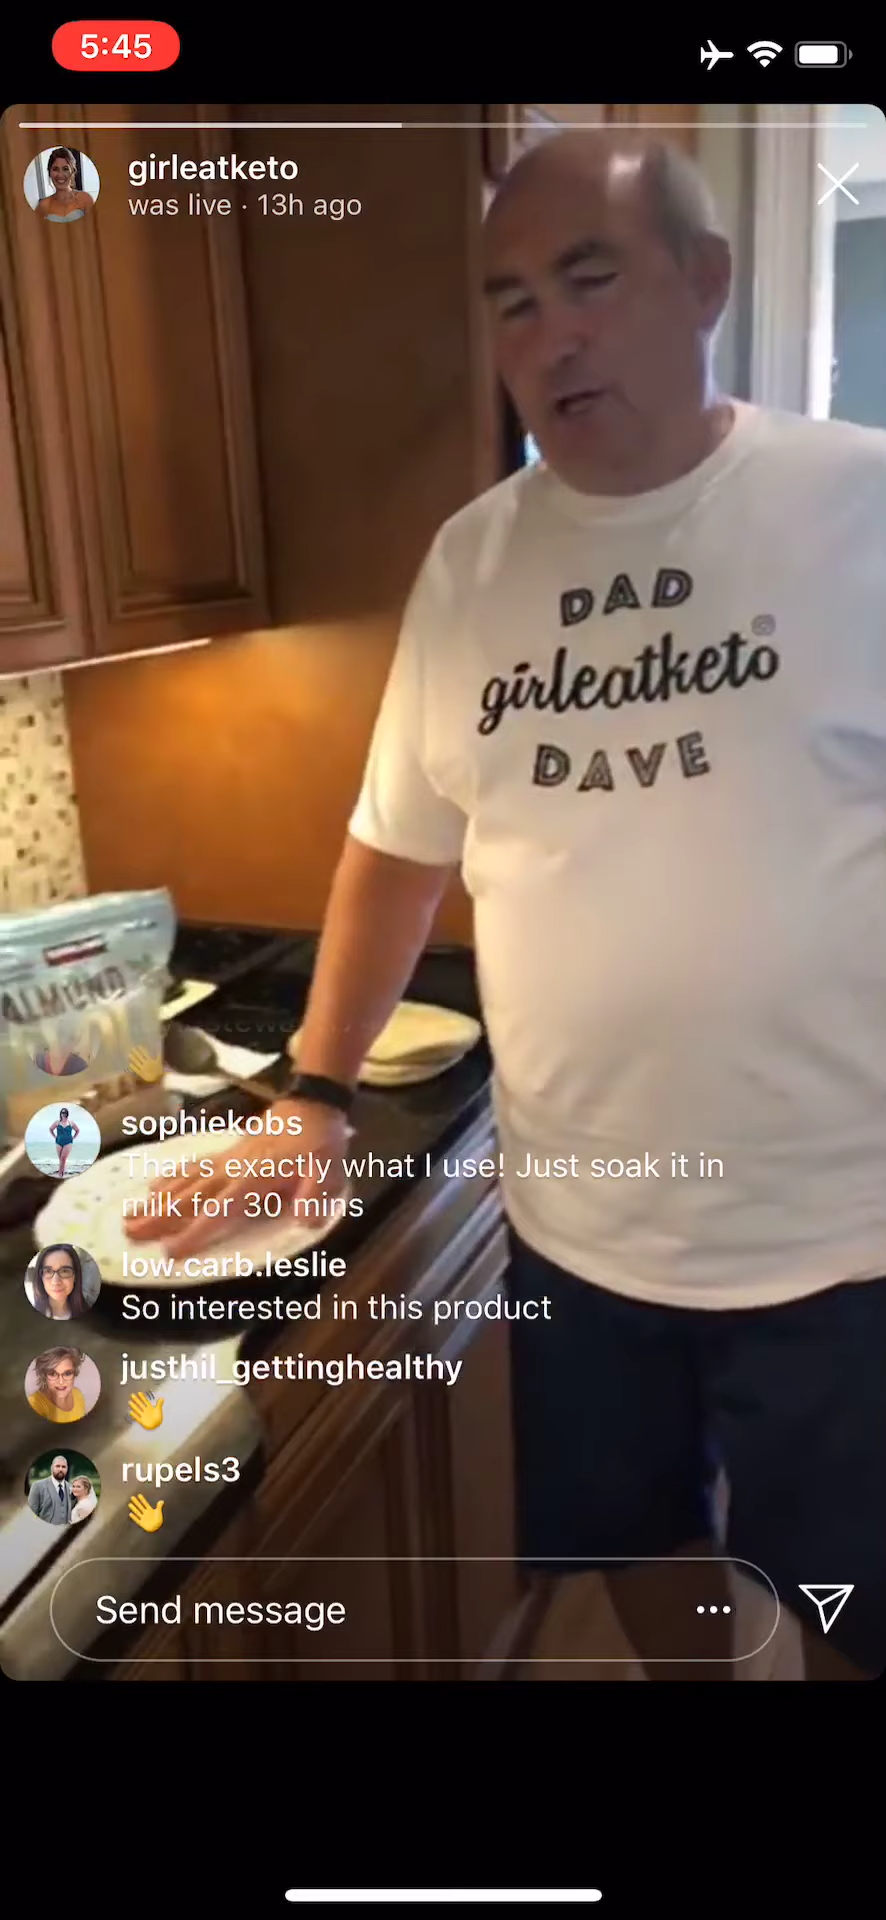 5:45
girleatketo
was live · 13h ago
DAD
girleatketo
DAVE
ALMOND
sophiekobs
That's exactly what I use! Just soak it in
milk for 30 mins
low.carb.leslie
So interested in this product
justhil_gettinghealthy
👋
rupels3
👋
Send message